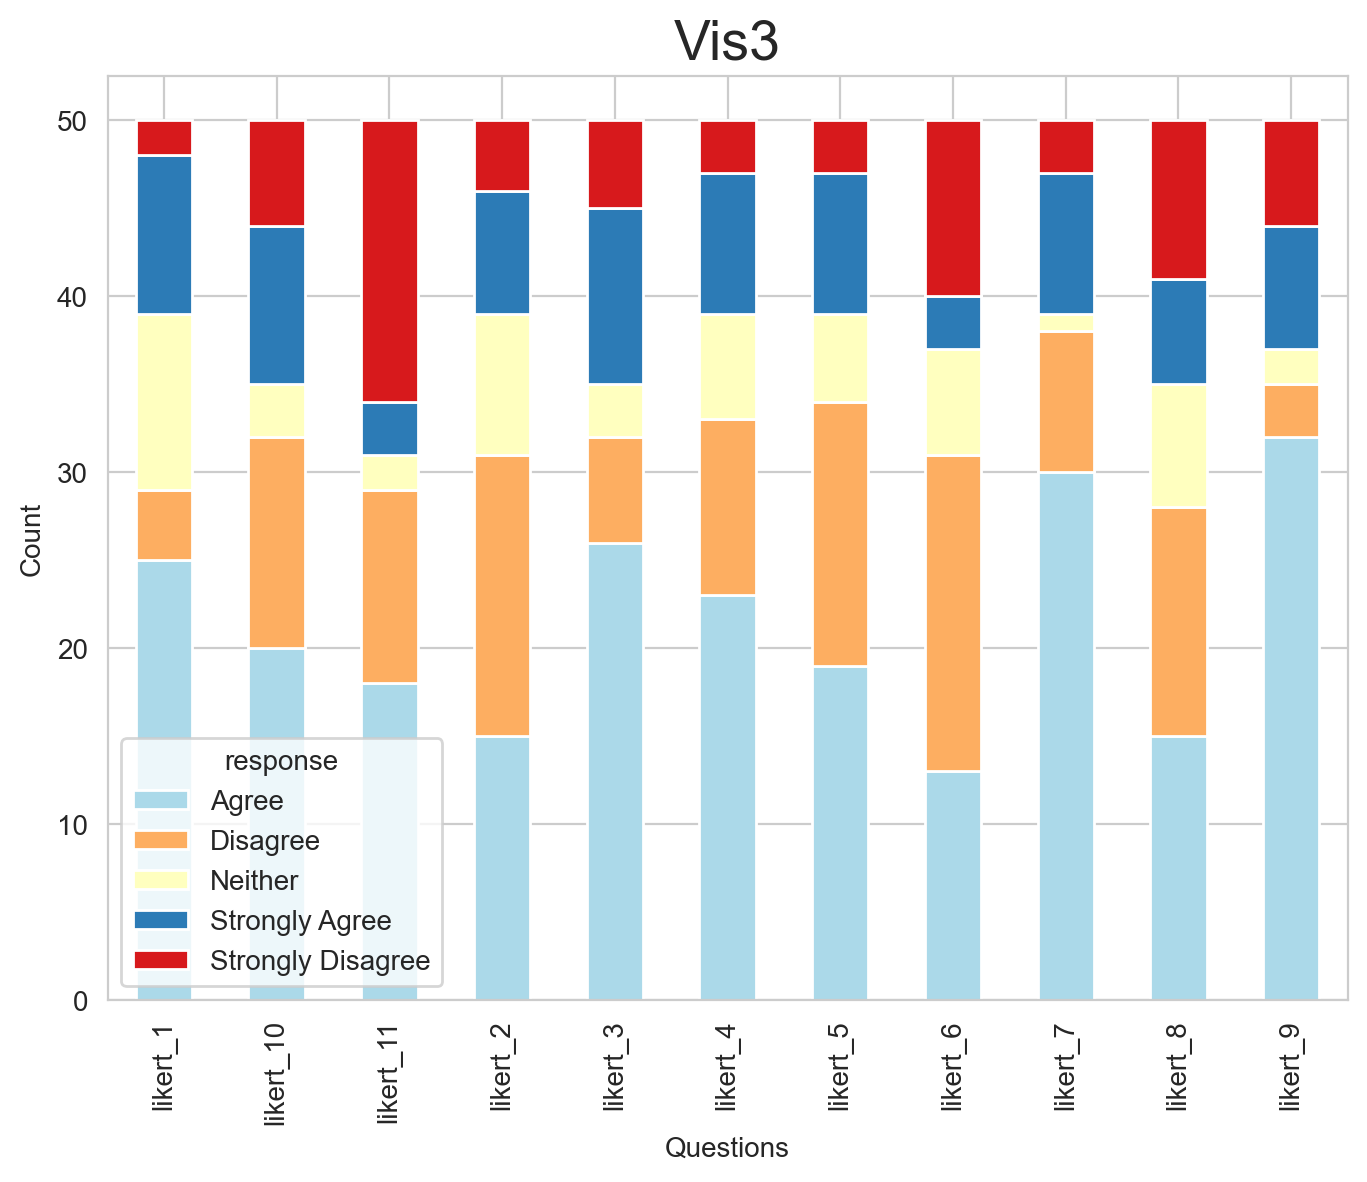 Vis3
50
40
30
20
10
0
Count
response
Agree
Disagree
Neither
Strongly Agree
Strongly Disagree
likert_1
likert_10
likert_11
likert_2
likert_3
likert_4
likert_5
likert_6
likert_7
likert_8
likert_9
Questions